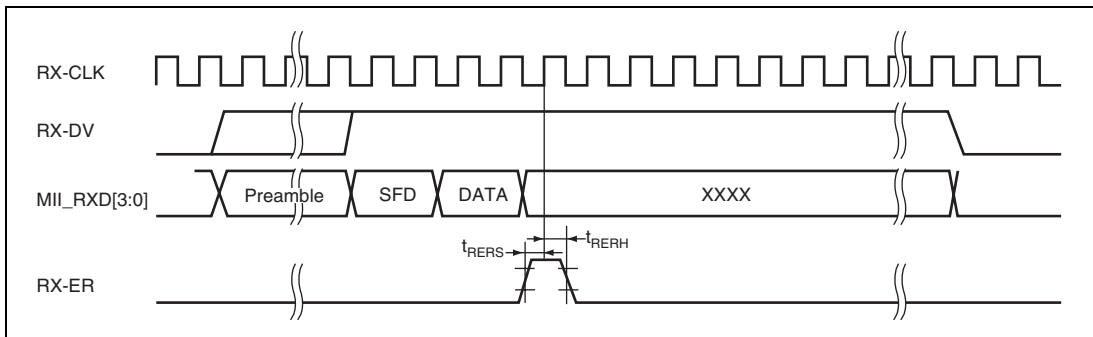 RX-CLK
RX-DV
MII_RXD[3:0]
Preamble
SFD
DATA
XXXX
tRERS
tRERH
RX-ER